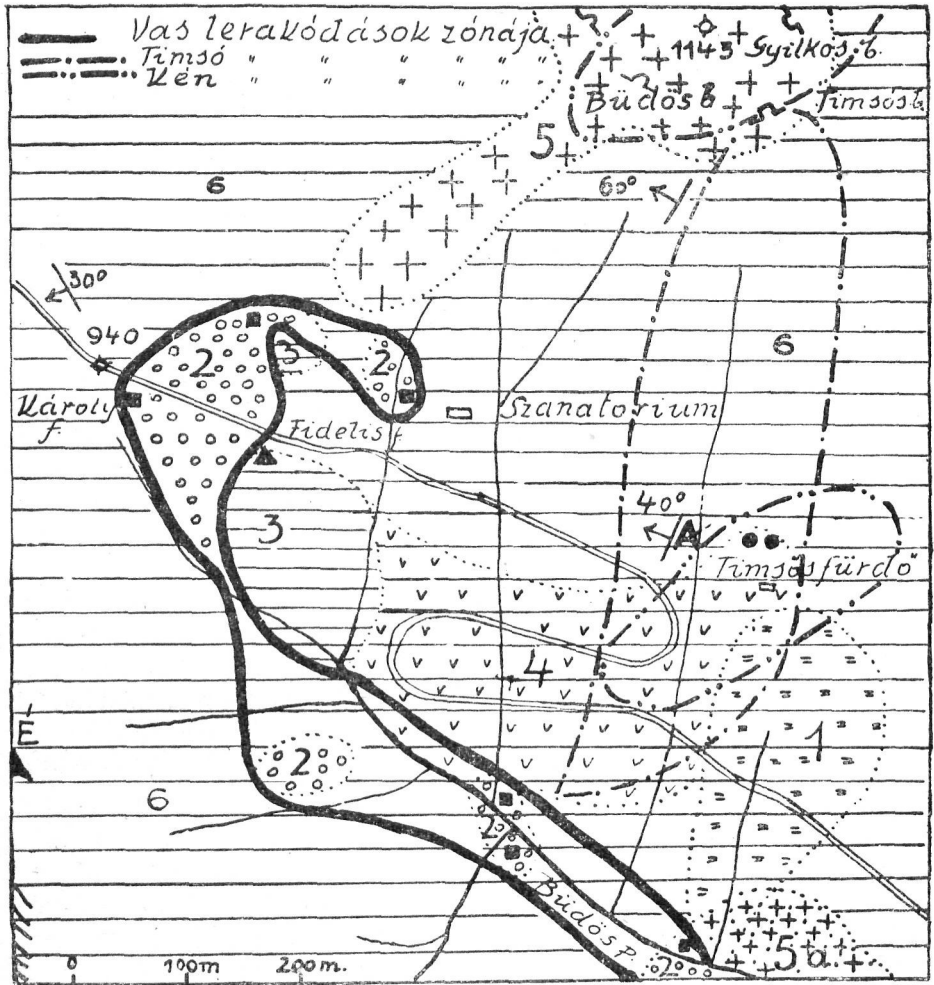 Vas lerakódások zónája
Timsó " " " " " "
Kén " " " " " "
1143 Gyilkos b.
Büdös b. Timsós b.
5
6
60°
30°
940
2 3 2
6
Károly f.
Szanatorium
Fidelis f.
40°
A
3
Timsósfürdő
4
1
É
2
6
2
Büdös p.
5a
2
0 100m 200m.